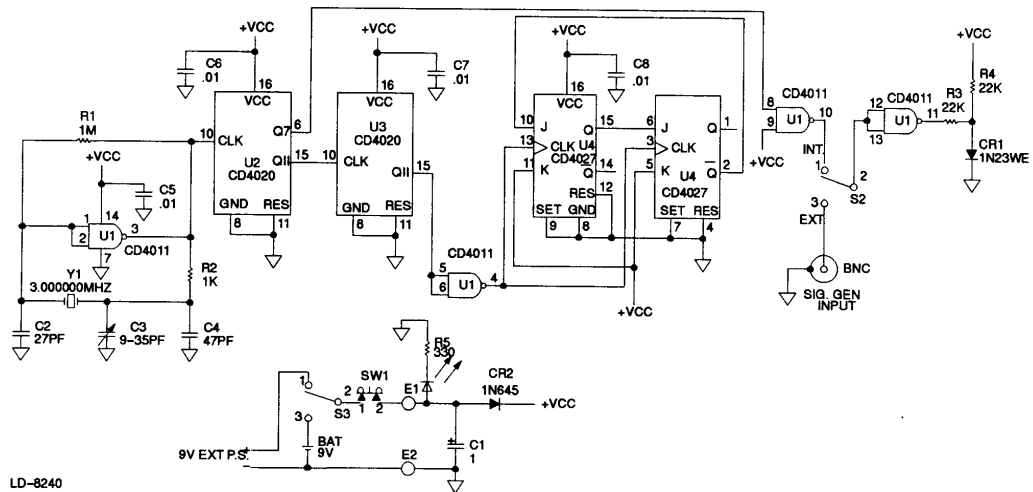 +VCC
+VCC
+VCC
+VCC
C6
.01
C7
.01
C8
.01
R4
22K
16
VCC
16
VCC
16
VCC
R1
1M
10
CLK
Q7
6
U2
CD4020
QII
15
GND
RES
8
11
U3
CD4020
10
CLK
QII
15
GND
RES
8
11
10
J
Q
15
13
CLK
U4
CD4027
11
K
Q
14
RES
12
SET
GND
9
8
6
J
Q
1
3
CLK
5
K
Q
2
U4
CD4027
SET
RES
7
4
CD4011
8
9
U1
10
+VCC
INT.
1
2
S2
3
EXT.
BNC
SIG. GEN
INPUT
12
13
CD4011
U1
11
R3
22K
CR1
1N23WE
+VCC
C5
.01
1
2
14
U1
3
7
CD4011
R2
1K
Y1
3.000000MHZ
C2
27PF
C3
9-35PF
C4
47PF
CD4011
5
6
U1
4
+VCC
R5
330
SW1
1
2
S3
3
1
2
E1
CR2
1N645
+VCC
BAT
9V
9V EXT P.S.
+
−
E2
+
C1
1
LD-8240